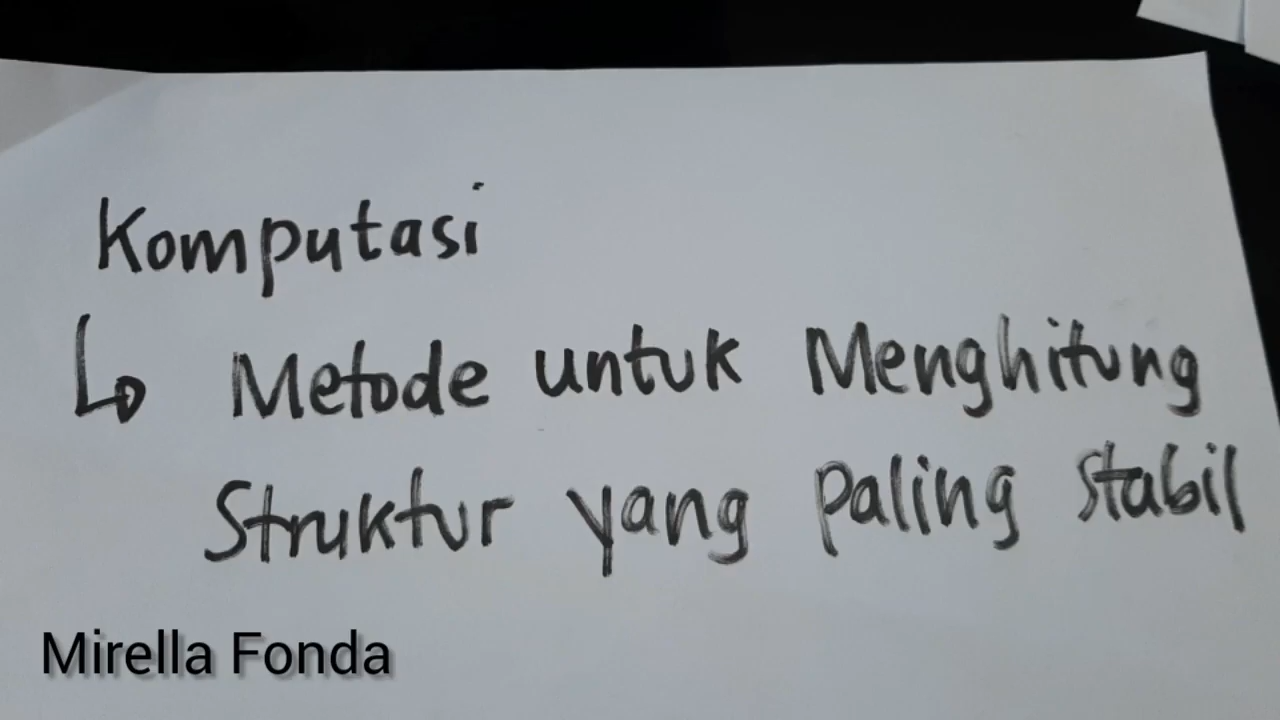 Komputasi
↳ Metode untuk Menghitung
Struktur yang paling stabil
Mirella Fonda